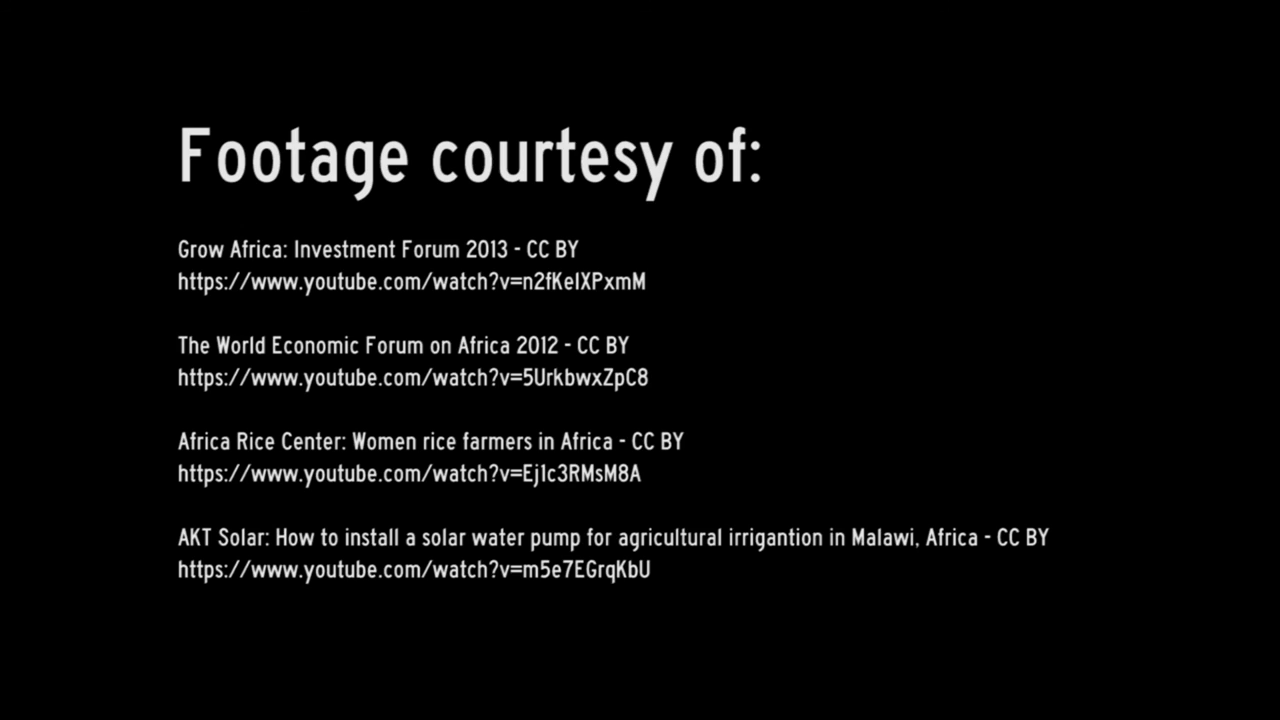 Footage courtesy of:
Grow Africa: Investment Forum 2013 - CC BY
https://www.youtube.com/watch?v=n2fKeIXPxmM
The World Economic Forum on Africa 2012 - CC BY
https://www.youtube.com/watch?v=5UrkbwxZpC8
Africa Rice Center: Women rice farmers in Africa - CC BY
https://www.youtube.com/watch?v=Ej1c3RMsM8A
AKT Solar: How to install a solar water pump for agricultural irrigantion in Malawi, Africa - CC BY
https://www.youtube.com/watch?v=m5e7EGrqKbU